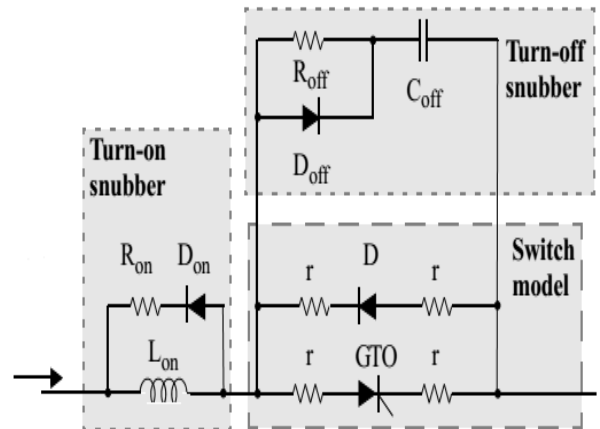 Turn-off
snubber
R_off
C_off
D_off
Turn-on
snubber
R_on D_on
L_on
Switch
model
r D r
r GTO r